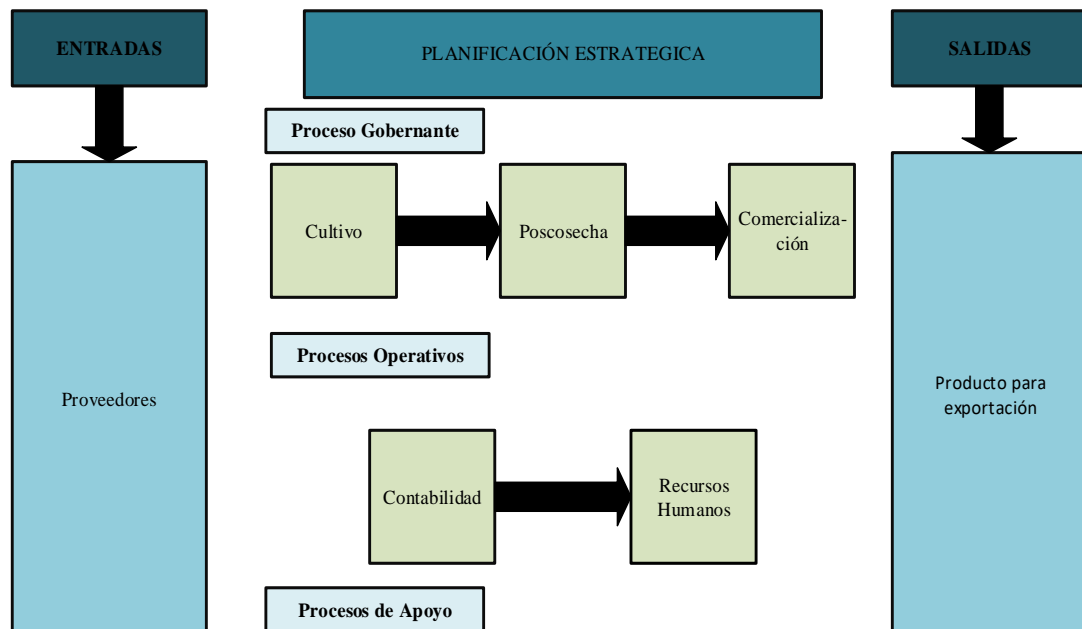 ENTRADAS
PLANIFICACIÓN ESTRATEGICA
SALIDAS
Proceso Gobernante
Cultivo
Poscosecha
Comercializa-
ción
Procesos Operativos
Proveedores
Producto para
exportación
Contabilidad
Recursos
Humanos
Procesos de Apoyo